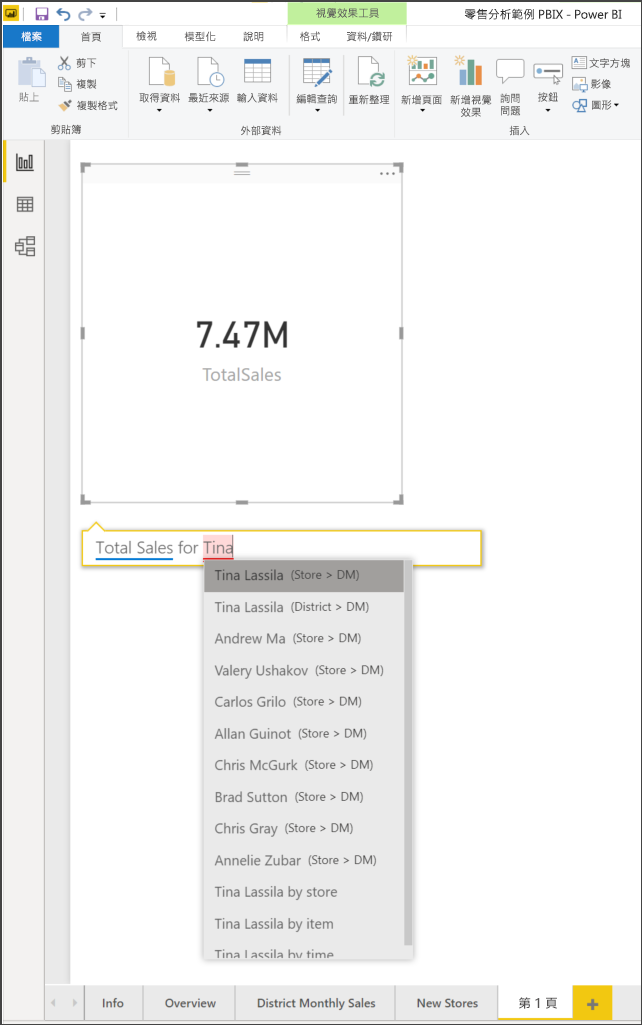 視覺效果工具
零售分析範例 PBIX - Power BI
檔案 首頁 檢視 模型化 說明 格式 資料/鑽研
貼上
剪下
複製
複製格式
剪貼簿
取得資料
最近來源
輸入資料
編輯查詢
重新整理
外部資料
新增頁面
新增視覺
效果
詢問
問題
按鈕
文字方塊
影像
圖形
插入
7.47M
TotalSales
Total Sales for Tina
Tina Lassila (Store > DM)
Tina Lassila (District > DM)
Andrew Ma (Store > DM)
Valery Ushakov (Store > DM)
Carlos Grilo (Store > DM)
Allan Guinot (Store > DM)
Chris McGurk (Store > DM)
Brad Sutton (Store > DM)
Chris Gray (Store > DM)
Annelie Zubar (Store > DM)
Tina Lassila by store
Tina Lassila by item
Tina Lassila by time
Info Overview District Monthly Sales New Stores 第 1 頁